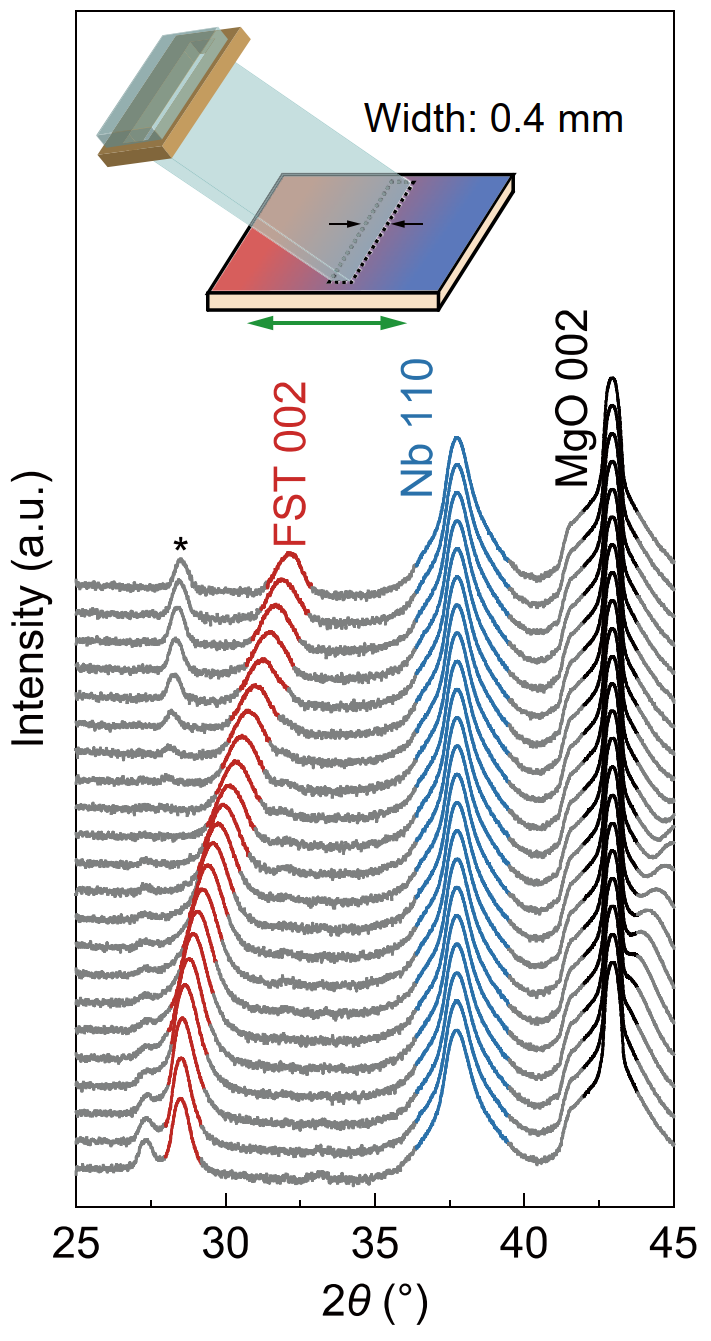 Width: 0.4 mm
MgO 002
Nb 110
FST 002
*
Intensity (a.u.)
25 30 35 40 45
2θ (°)